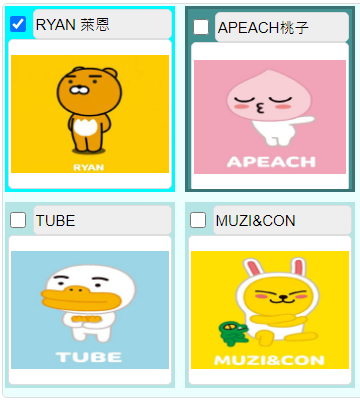 RYAN 萊恩
APEACH桃子
RYAN
APEACH
TUBE
MUZI&CON
TUBE
MUZI&CON